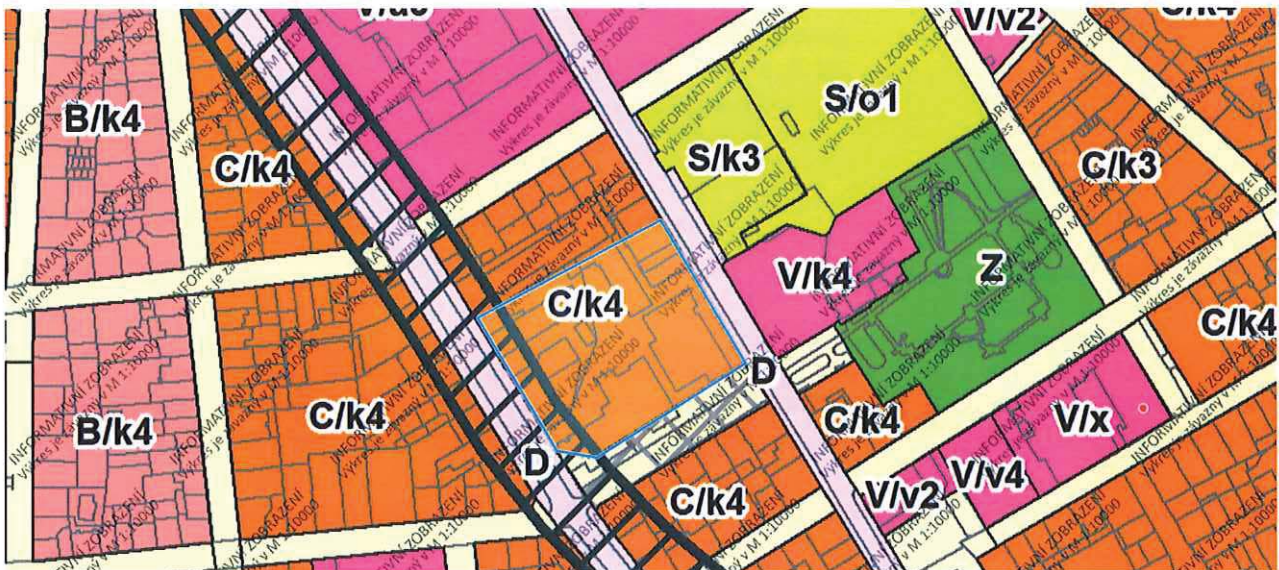 V/v2
C/k4
B/k4
S/o1
C/k4
S/k3
C/k3
V/k4
Z
C/k4
C/k4
D
C/k4
C/k4
V/x
B/k4
D
C/k4
V/v2
V/v4
INFORMATIVNÍ ZOBRAZENÍ
Výkres je závazný v M 1:10000